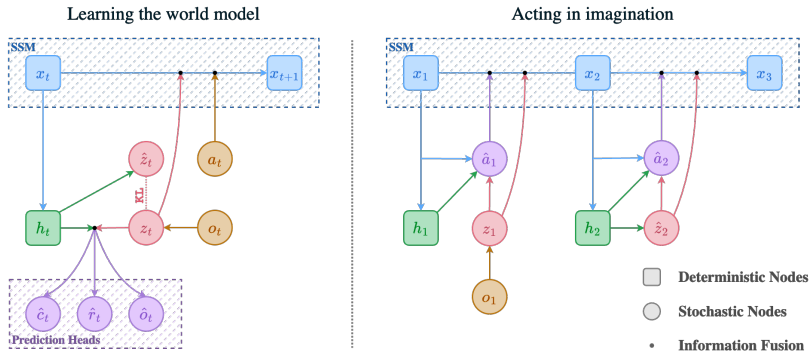 Learning the world model
Acting in imagination
SSM
x_t
x_{t+1}
ẑ_t
a_t
KL
h_t
z_t
o_t
ĉ_t
r̂_t
ô_t
Prediction Heads
SSM
x_1
x_2
x_3
â_1
â_2
h_1
z_1
h_2
ẑ_2
o_1
Deterministic Nodes
Stochastic Nodes
Information Fusion